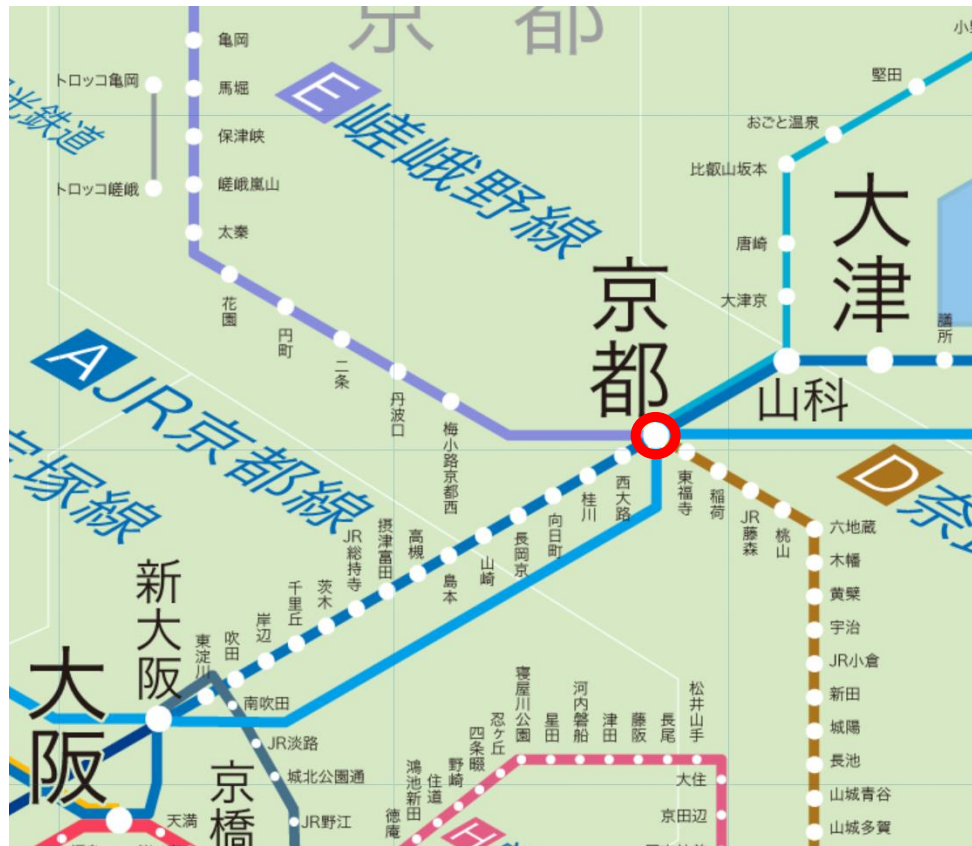 京都
小野
亀岡
馬堀
保津峡
嵯峨嵐山
太秦
花園
円町
二条
丹波口
梅小路京都西
トロッコ亀岡
トロッコ嵯峨
光鉄道
E
嵯峨野線
堅田
おごと温泉
比叡山坂本
唐崎
大津京
大津
膳所
山科
京都
A
JR京都線
宝塚線
西大路
桂川
向日町
長岡京
山崎
島本
高槻
摂津富田
JR総持寺
茨木
千里丘
岸辺
吹田
東淀川
新大阪
大阪
D
奈
東福寺
稲荷
JR藤森
桃山
六地蔵
木幡
黄檗
宇治
JR小倉
新田
城陽
長池
山城青谷
山城多賀
南吹田
JR淡路
城北公園通
JR野江
京橋
天満
徳庵
鴻池新田
住道
野崎
四条畷
忍ヶ丘
寝屋川公園
星田
河内磐船
津田
藤阪
長尾
松井山手
大住
京田辺
H